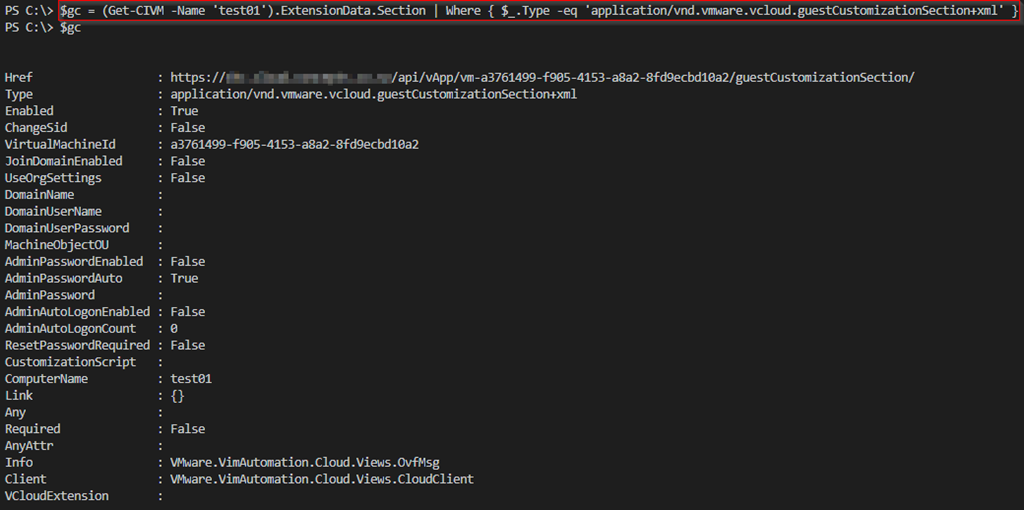 PS C:\> $gc = (Get-CIVM -Name 'test01').ExtensionData.Section | Where { $_.Type -eq 'application/vnd.vmware.vcloud.guestCustomizationSection+xml' }
PS C:\> $gc
Href : https:// /api/vApp/vm-a3761499-f905-4153-a8a2-8fd9ecbd10a2/guestCustomizationSection/
Type : application/vnd.vmware.vcloud.guestCustomizationSection+xml
Enabled : True
ChangeSid : False
VirtualMachineId : a3761499-f905-4153-a8a2-8fd9ecbd10a2
JoinDomainEnabled : False
UseOrgSettings : False
DomainName :
DomainUserName :
DomainUserPassword :
MachineObjectOU :
AdminPasswordEnabled : False
AdminPasswordAuto : True
AdminPassword :
AdminAutoLogonEnabled : False
AdminAutoLogonCount : 0
ResetPasswordRequired : False
CustomizationScript :
ComputerName : test01
Link : {}
Any :
Required : False
AnyAttr :
Info : VMware.VimAutomation.Cloud.Views.OvfMsg
Client : VMware.VimAutomation.Cloud.Views.CloudClient
VCloudExtension :